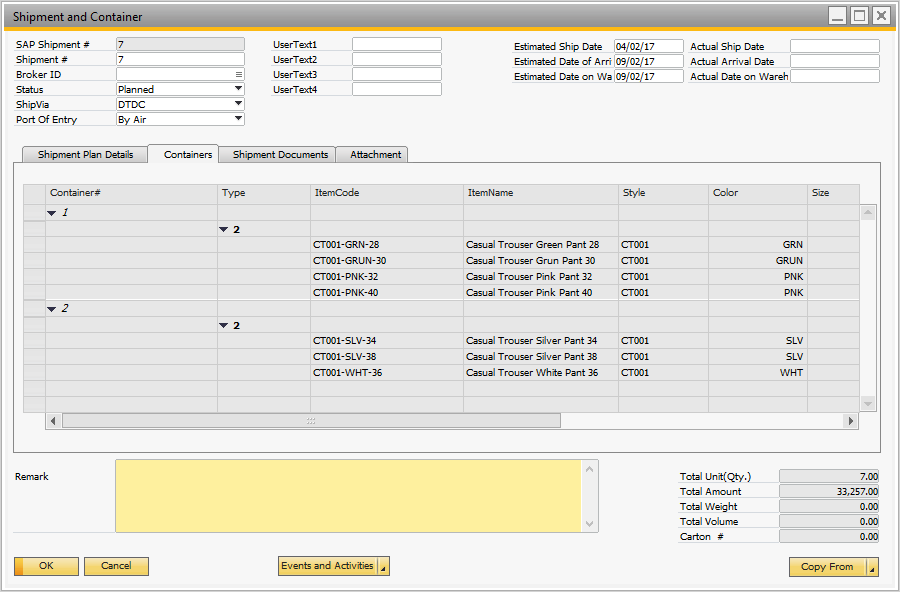 Shipment and Container
SAP Shipment # 7 UserText1 Estimated Ship Date 04/02/17 Actual Ship Date
Shipment # 7 UserText2 Estimated Date of Arri 09/02/17 Actual Arrival Date
Broker ID UserText3 Estimated Date on Wa 09/02/17 Actual Date on Wareh
Status Planned UserText4
ShipVia DTDC
Port Of Entry By Air
Shipment Plan Details Containers Shipment Documents Attachment
Container# Type ItemCode ItemName Style Color Size
1
2
CT001-GRN-28 Casual Trouser Green Pant 28 CT001 GRN
CT001-GRUN-30 Casual Trouser Grun Pant 30 CT001 GRUN
CT001-PNK-32 Casual Trouser Pink Pant 32 CT001 PNK
CT001-PNK-40 Casual Trouser Pink Pant 40 CT001 PNK
2
2
CT001-SLV-34 Casual Trouser Silver Pant 34 CT001 SLV
CT001-SLV-38 Casual Trouser Silver Pant 38 CT001 SLV
CT001-WHT-36 Casual Trouser White Pant 36 CT001 WHT
Remark
Total Unit(Qty.) 7.00
Total Amount 33,257.00
Total Weight 0.00
Total Volume 0.00
Carton # 0.00
OK Cancel Events and Activities Copy From